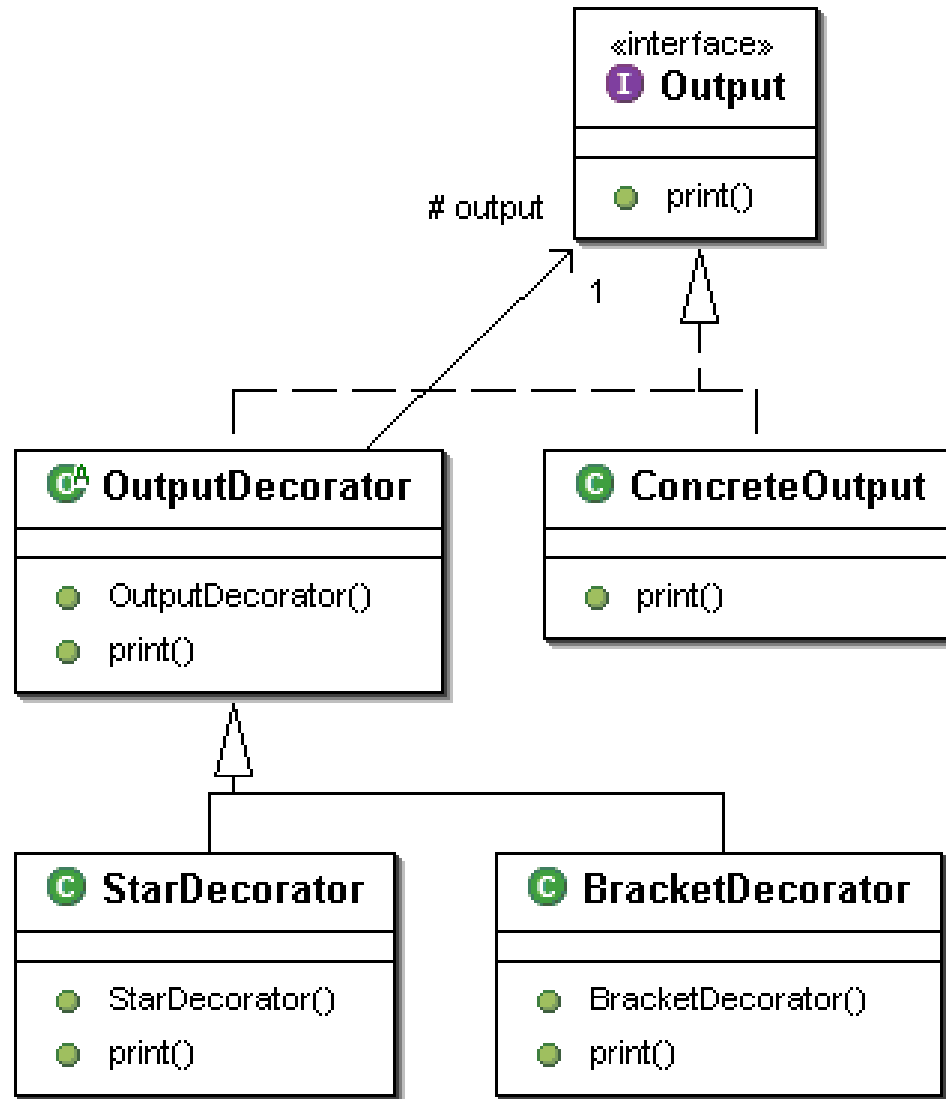 «interface»
I Output
print()
# output
1
C A OutputDecorator
OutputDecorator()
print()
C ConcreteOutput
print()
C StarDecorator
StarDecorator()
print()
C BracketDecorator
BracketDecorator()
print()